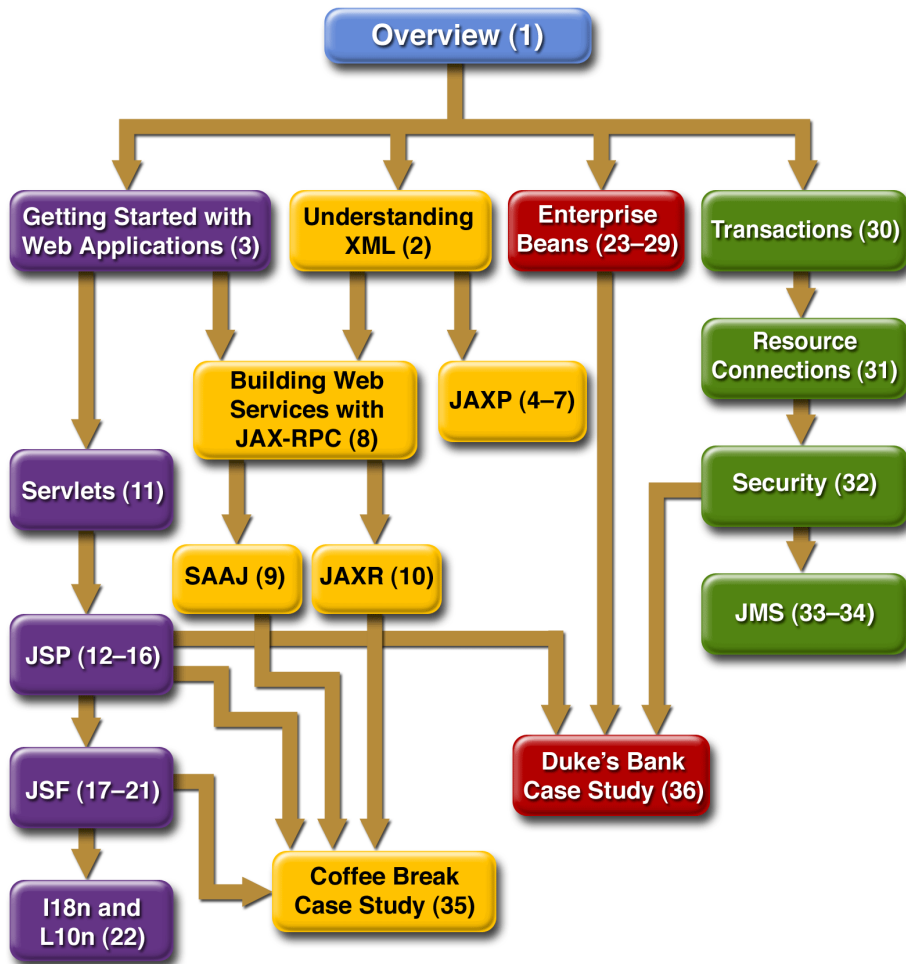 Overview (1)
Getting Started with
Web Applications (3)
Understanding
XML (2)
Enterprise
Beans (23–29)
Transactions (30)
Resource
Connections (31)
Building Web
Services with
JAX-RPC (8)
JAXP (4–7)
Servlets (11)
Security (32)
SAAJ (9)
JAXR (10)
JMS (33–34)
JSP (12–16)
JSF (17–21)
Duke’s Bank
Case Study (36)
Coffee Break
Case Study (35)
I18n and
L10n (22)